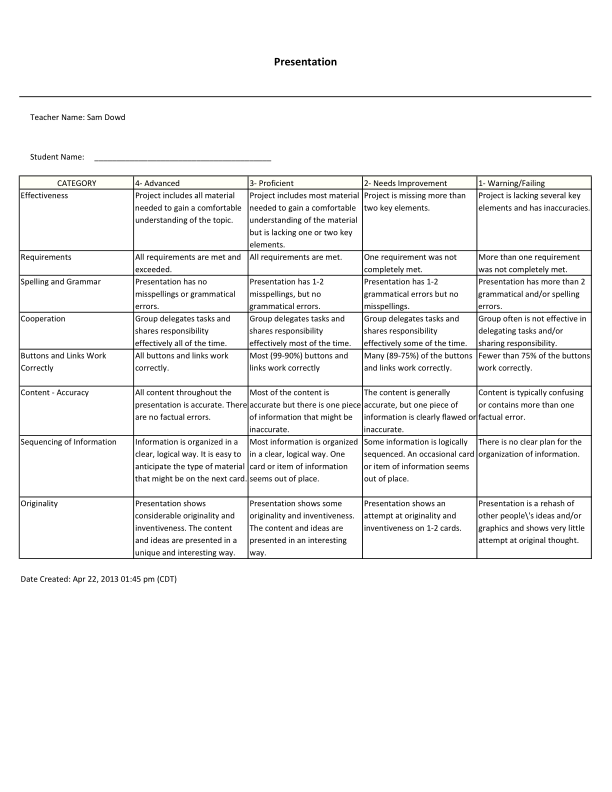 Presentation
Teacher Name: Sam Dowd
Student Name: ________________________________________
CATEGORY 4- Advanced 3- Proficient 2- Needs Improvement 1- Warning/Failing
Effectiveness Project includes all material Project includes most material Project is missing more than Project is lacking several key
needed to gain a comfortable needed to gain a comfortable two key elements. elements and has inaccuracies.
understanding of the topic. understanding of the material
but is lacking one or two key
elements.
Requirements All requirements are met and All requirements are met. One requirement was not More than one requirement
exceeded. completely met. was not completely met.
Spelling and Grammar Presentation has no Presentation has 1-2 Presentation has 1-2 Presentation has more than 2
misspellings or grammatical misspellings, but no grammatical errors but no grammatical and/or spelling
errors. grammatical errors. misspellings. errors.
Cooperation Group delegates tasks and Group delegates tasks and Group delegates tasks and Group often is not effective in
shares responsibility shares responsibility shares responsibility delegating tasks and/or
effectively all of the time. effectively most of the time. effectively some of the time. sharing responsibility.
Buttons and Links Work All buttons and links work Most (99-90%) buttons and Many (89-75%) of the buttons Fewer than 75% of the buttons
Correctly correctly. links work correctly and links work correctly. work correctly.
Content - Accuracy All content throughout the Most of the content is The content is generally Content is typically confusing
presentation is accurate. There accurate but there is one piece accurate, but one piece of or contains more than one
are no factual errors. of information that might be information is clearly flawed or factual error.
inaccurate. inaccurate.
Sequencing of Information Information is organized in a Most information is organized Some information is logically There is no clear plan for the
clear, logical way. It is easy to in a clear, logical way. One sequenced. An occasional card organization of information.
anticipate the type of material card or item of information or item of information seems
that might be on the next card. seems out of place. out of place.
Originality Presentation shows Presentation shows some Presentation shows an Presentation is a rehash of
considerable originality and originality and inventiveness. attempt at originality and other people\'s ideas and/or
inventiveness. The content The content and ideas are inventiveness on 1-2 cards. graphics and shows very little
and ideas are presented in a presented in an interesting attempt at original thought.
unique and interesting way. way.
Date Created: Apr 22, 2013 01:45 pm (CDT)